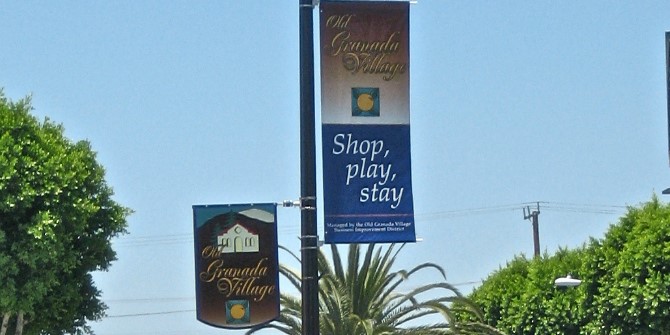 Old
Granada
Village
Shop,
play,
stay
Managed by the Old Granada Village
Business Improvement District
Old
Granada
Village